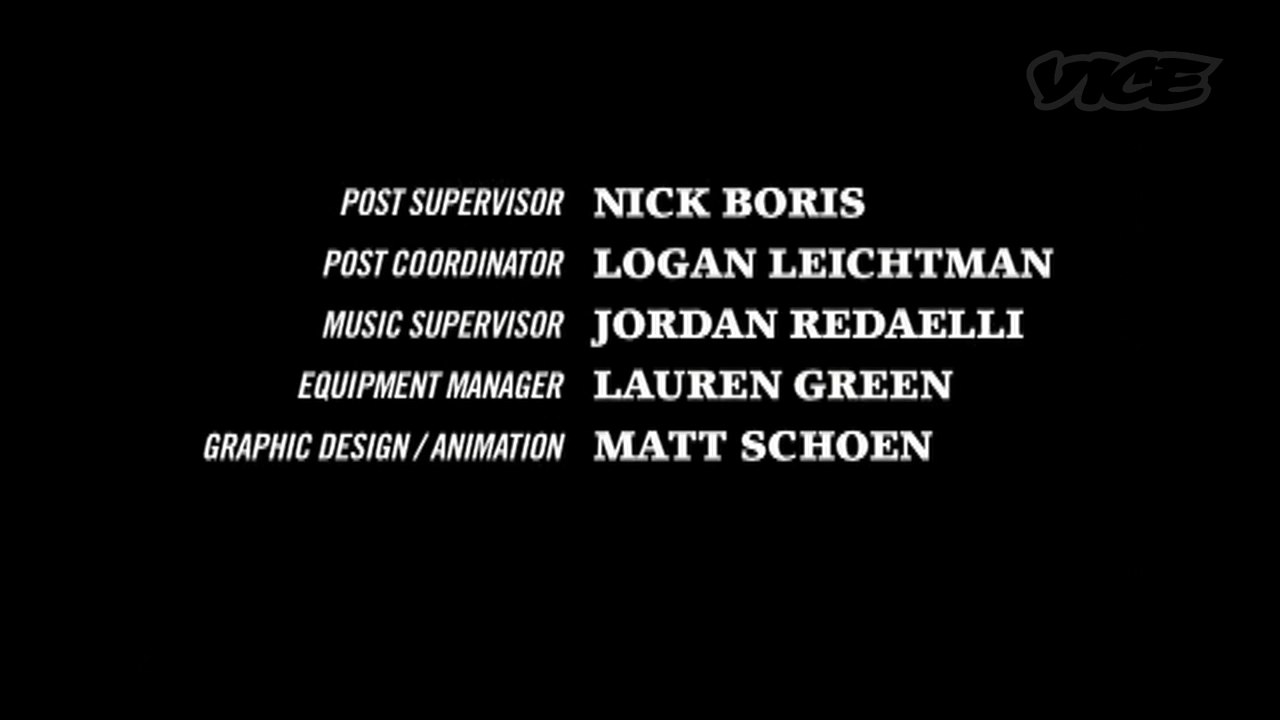 VICE
POST SUPERVISOR NICK BORIS
POST COORDINATOR LOGAN LEICHTMAN
MUSIC SUPERVISOR JORDAN REDAELLI
EQUIPMENT MANAGER LAUREN GREEN
GRAPHIC DESIGN / ANIMATION MATT SCHOEN